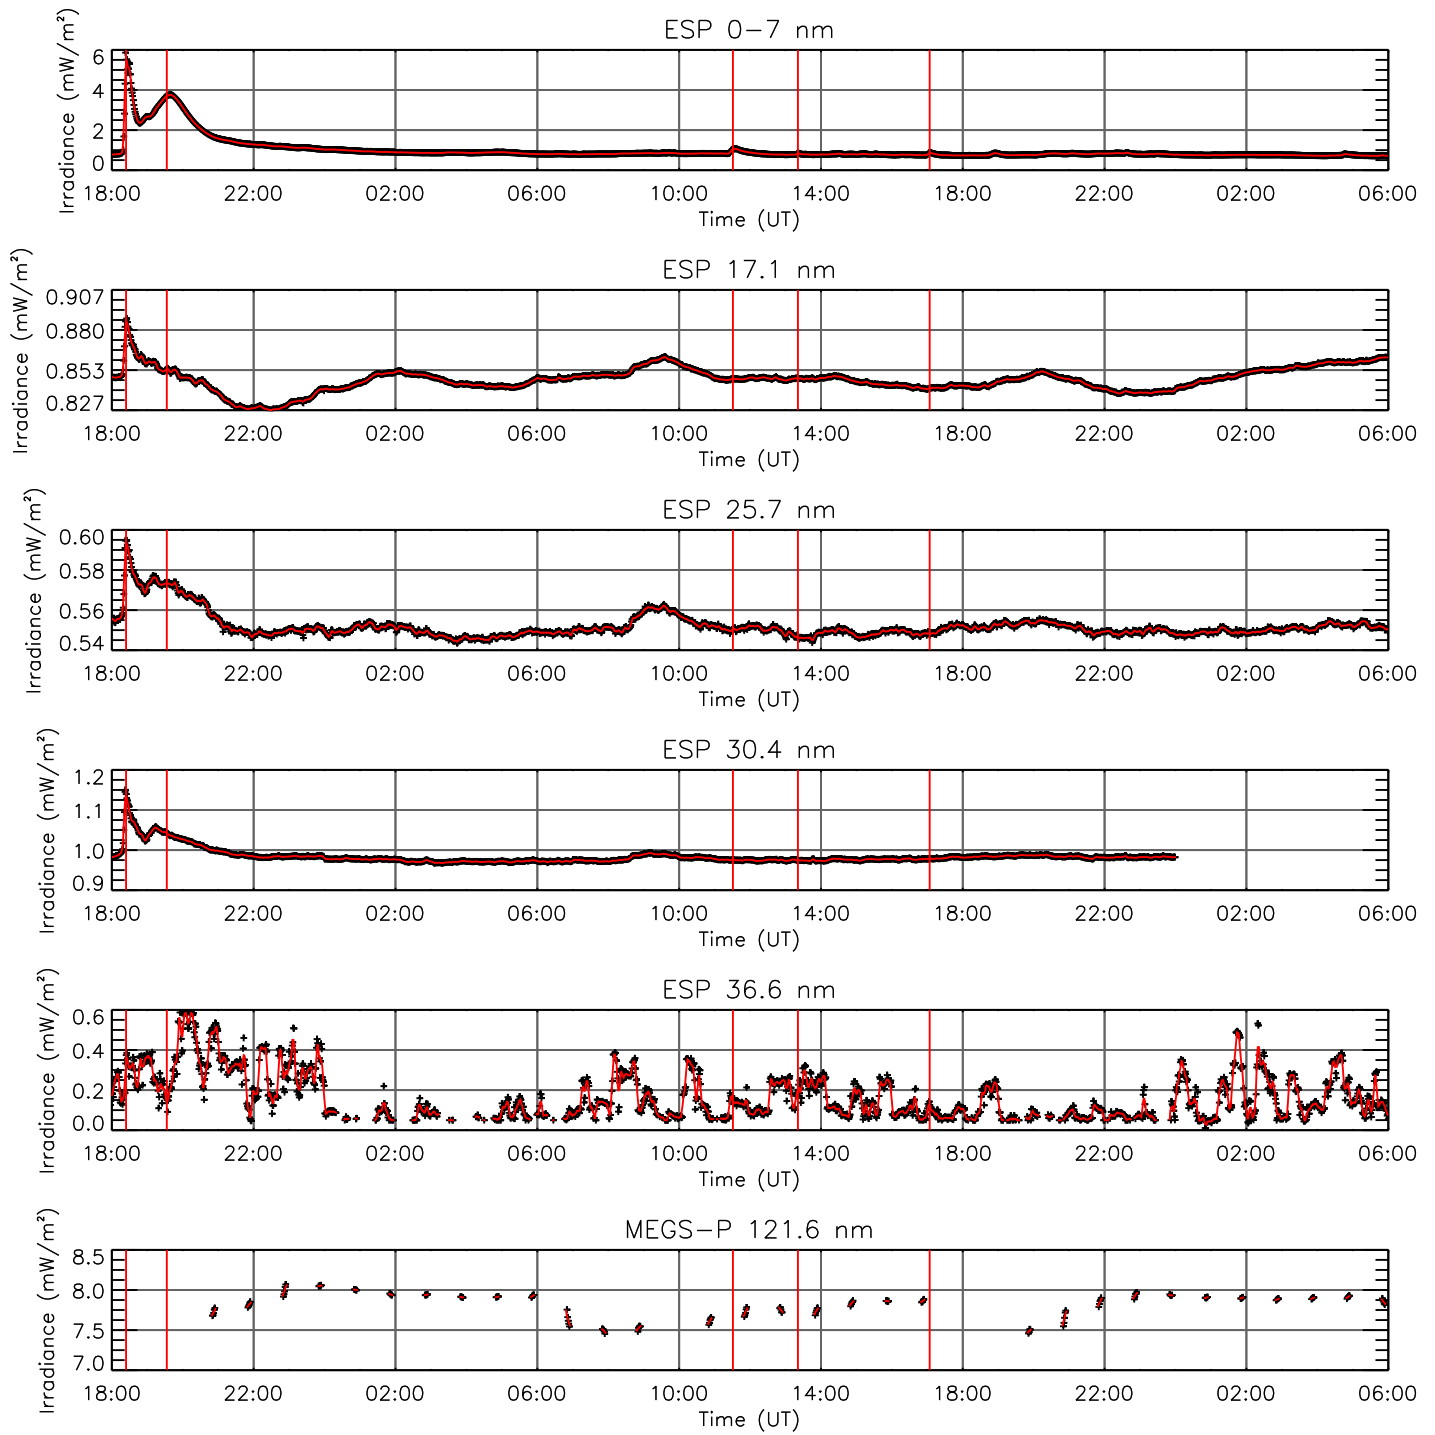 ESP 0-7 nm
Irradiance (mW/m²)
6
4
2
0
18:00 22:00 02:00 06:00 10:00 14:00 18:00 22:00 02:00 06:00
Time (UT)
ESP 17.1 nm
Irradiance (mW/m²)
0.907
0.880
0.853
0.827
18:00 22:00 02:00 06:00 10:00 14:00 18:00 22:00 02:00 06:00
Time (UT)
ESP 25.7 nm
Irradiance (mW/m²)
0.60
0.58
0.56
0.54
18:00 22:00 02:00 06:00 10:00 14:00 18:00 22:00 02:00 06:00
Time (UT)
ESP 30.4 nm
Irradiance (mW/m²)
1.2
1.1
1.0
0.9
18:00 22:00 02:00 06:00 10:00 14:00 18:00 22:00 02:00 06:00
Time (UT)
ESP 36.6 nm
Irradiance (mW/m²)
0.6
0.4
0.2
0.0
18:00 22:00 02:00 06:00 10:00 14:00 18:00 22:00 02:00 06:00
Time (UT)
MEGS-P 121.6 nm
Irradiance (mW/m²)
8.5
8.0
7.5
7.0
18:00 22:00 02:00 06:00 10:00 14:00 18:00 22:00 02:00 06:00
Time (UT)